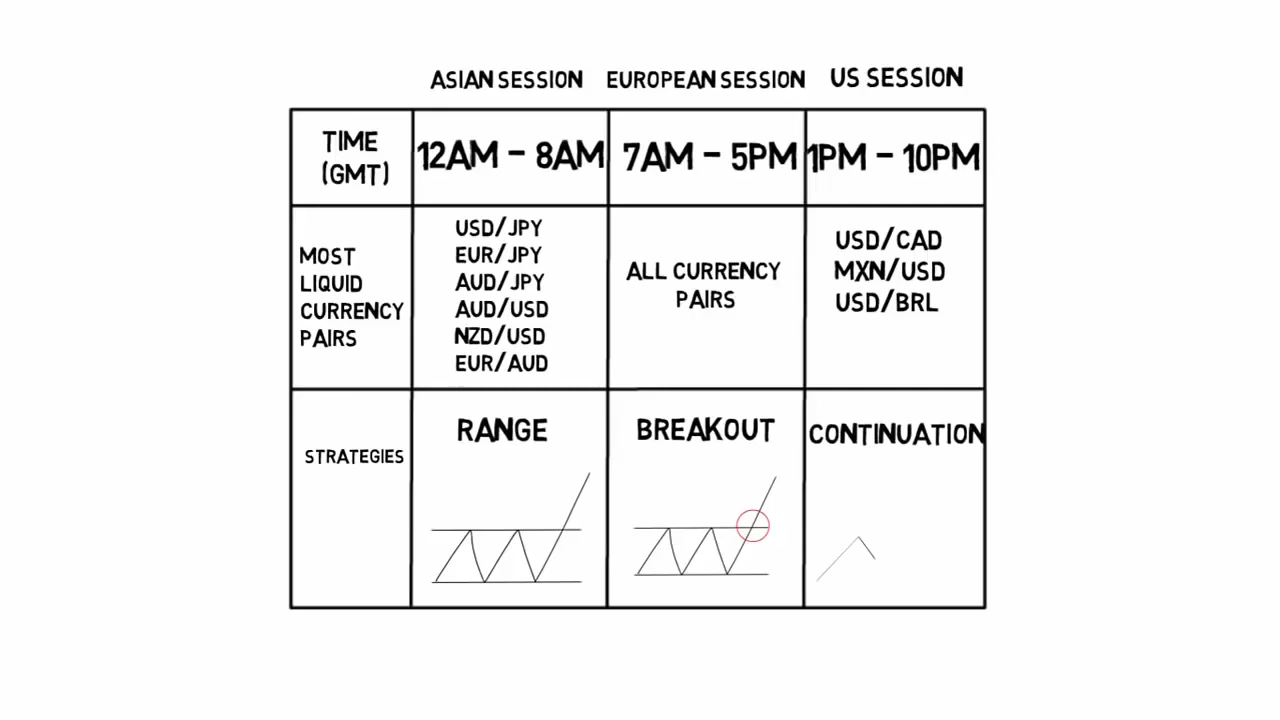 ASIAN SESSION EUROPEAN SESSION US SESSION
TIME
(GMT)
12AM - 8AM
7AM - 5PM
1PM - 10PM
MOST
LIQUID
CURRENCY
PAIRS
USD/JPY
EUR/JPY
AUD/JPY
AUD/USD
NZD/USD
EUR/AUD
ALL CURRENCY
PAIRS
USD/CAD
MXN/USD
USD/BRL
STRATEGIES
RANGE
BREAKOUT
CONTINUATION